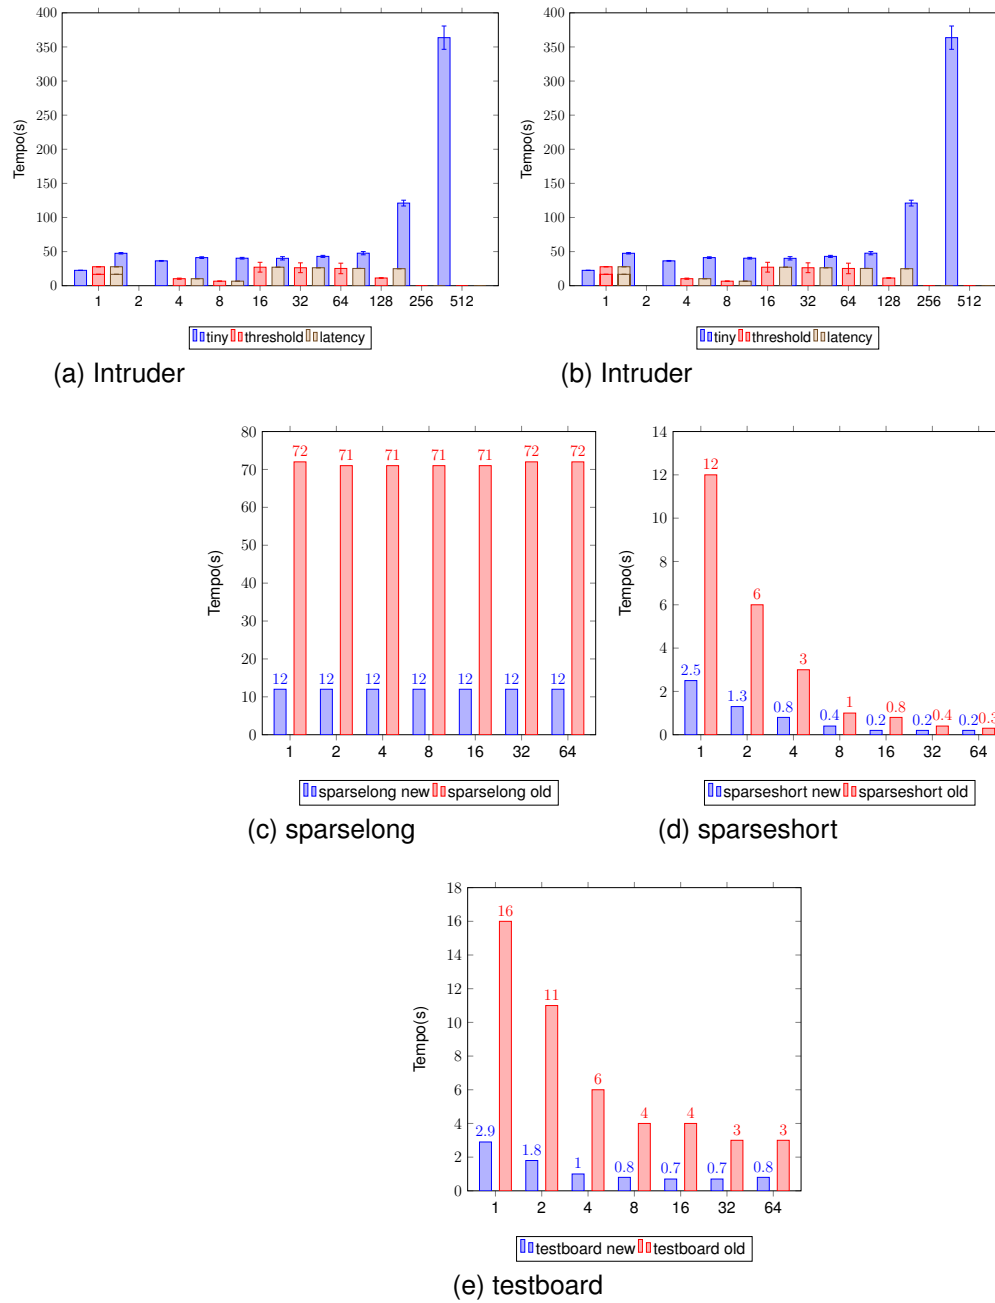 400
350
300
250
200
150
100
50
0
Tempo(s)
1 2 4 8 16 32 64 128 256 512
tiny threshold latency
(a) Intruder
400
350
300
250
200
150
100
50
0
Tempo(s)
1 2 4 8 16 32 64 128 256 512
tiny threshold latency
(b) Intruder
80
70
60
50
40
30
20
10
0
Tempo(s)
72 71 71 71 71 72 72
12 12 12 12 12 12 12
1 2 4 8 16 32 64
sparselong new sparselong old
(c) sparselong
14
12
10
8
6
4
2
0
Tempo(s)
12
6
3
2.5 1.3 0.8 0.4 1 0.2 0.8 0.2 0.4 0.2 0.3
1 2 4 8 16 32 64
sparseshort new sparseshort old
(d) sparseshort
18
16
14
12
10
8
6
4
2
0
Tempo(s)
16
11
6
4 4 3 3
2.9 1.8 1 0.8 0.7 0.7 0.8
1 2 4 8 16 32 64
testboard new testboard old
(e) testboard